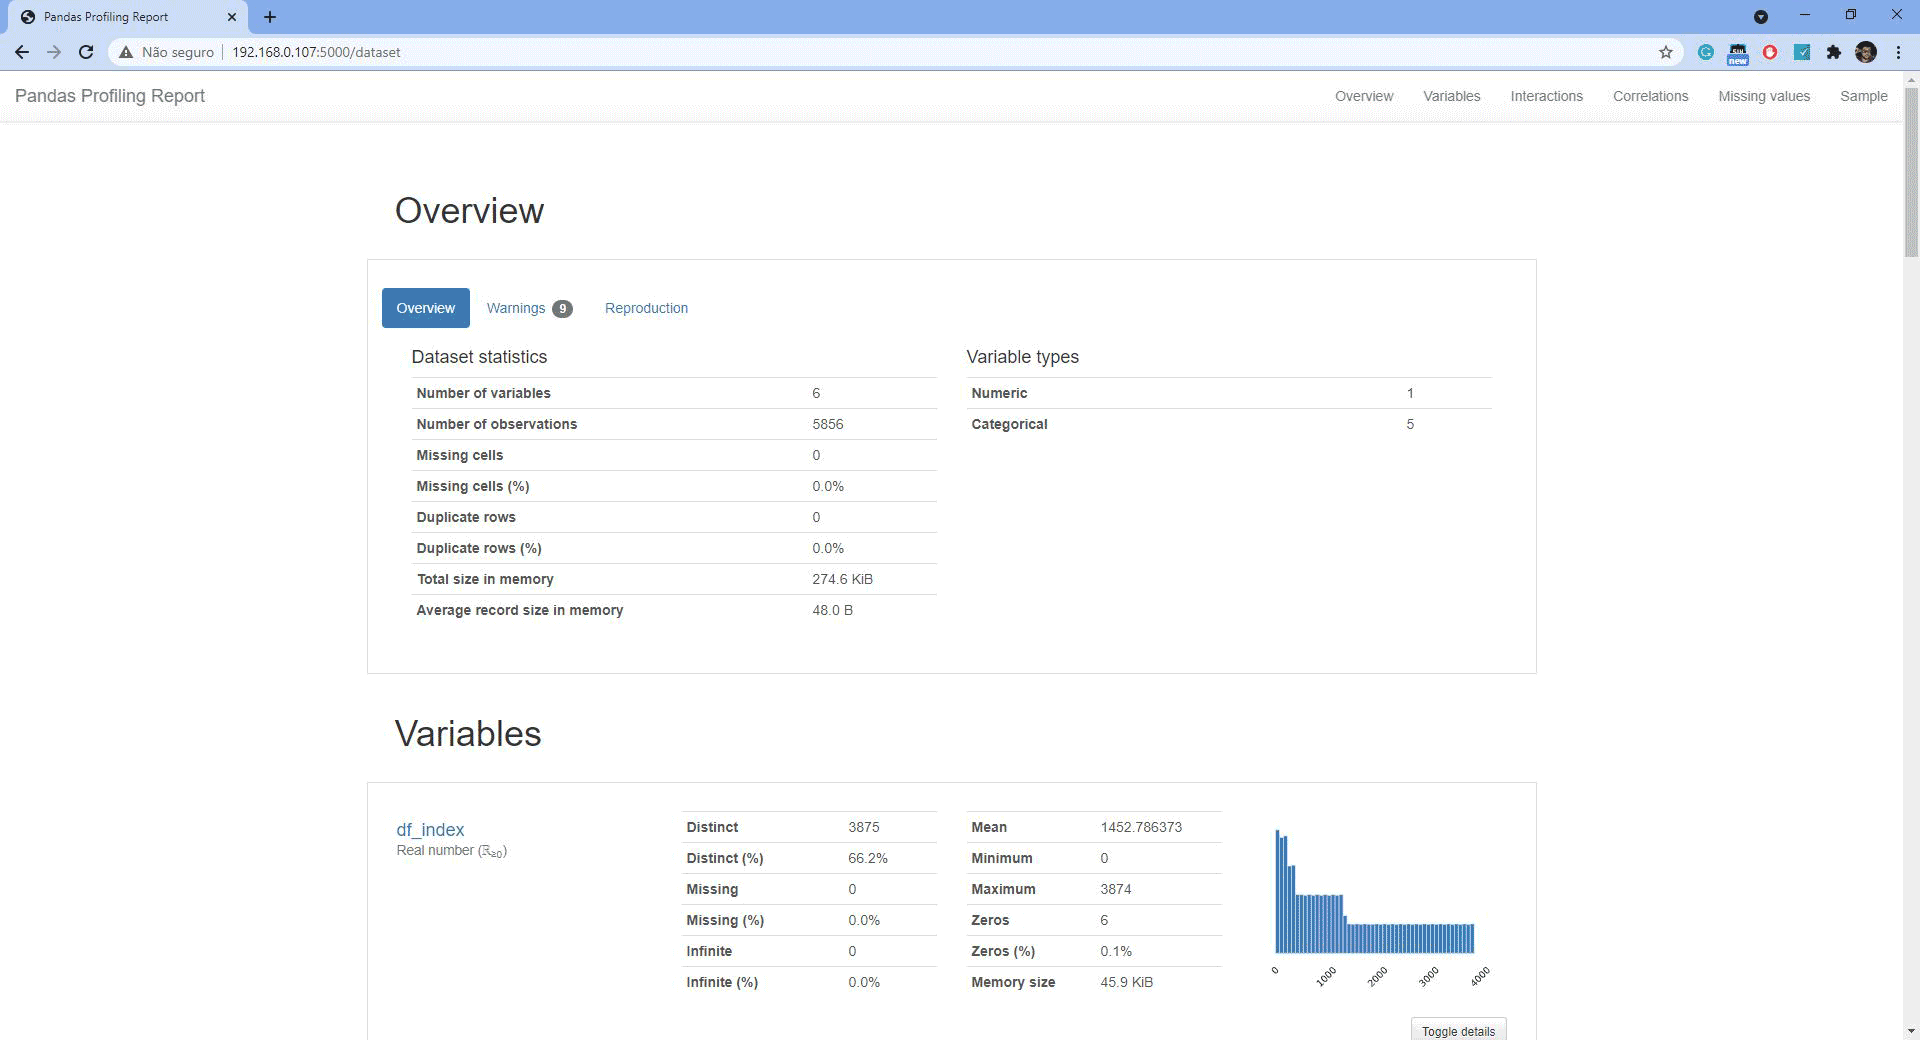 Pandas Profiling Report
Não seguro 192.168.0.107:5000/dataset
new
Pandas Profiling Report Overview Variables Interactions Correlations Missing values Sample
Overview
Overview Warnings 9 Reproduction
Dataset statistics
Number of variables 6
Number of observations 5856
Missing cells 0
Missing cells (%) 0.0%
Duplicate rows 0
Duplicate rows (%) 0.0%
Total size in memory 274.6 KiB
Average record size in memory 48.0 B
Variable types
Numeric 1
Categorical 5
Variables
df_index
Real number (ℝ≥0)
Distinct 3875
Distinct (%) 66.2%
Missing 0
Missing (%) 0.0%
Infinite 0
Infinite (%) 0.0%
Mean 1452.786373
Minimum 0
Maximum 3874
Zeros 6
Zeros (%) 0.1%
Memory size 45.9 KiB
0 1000 2000 3000 4000
Toggle details